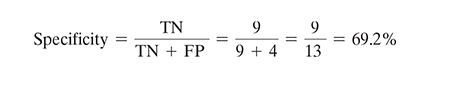 Specificity = TN / TN + FP = 9 / 9 + 4 = 9 / 13 = 69.2%